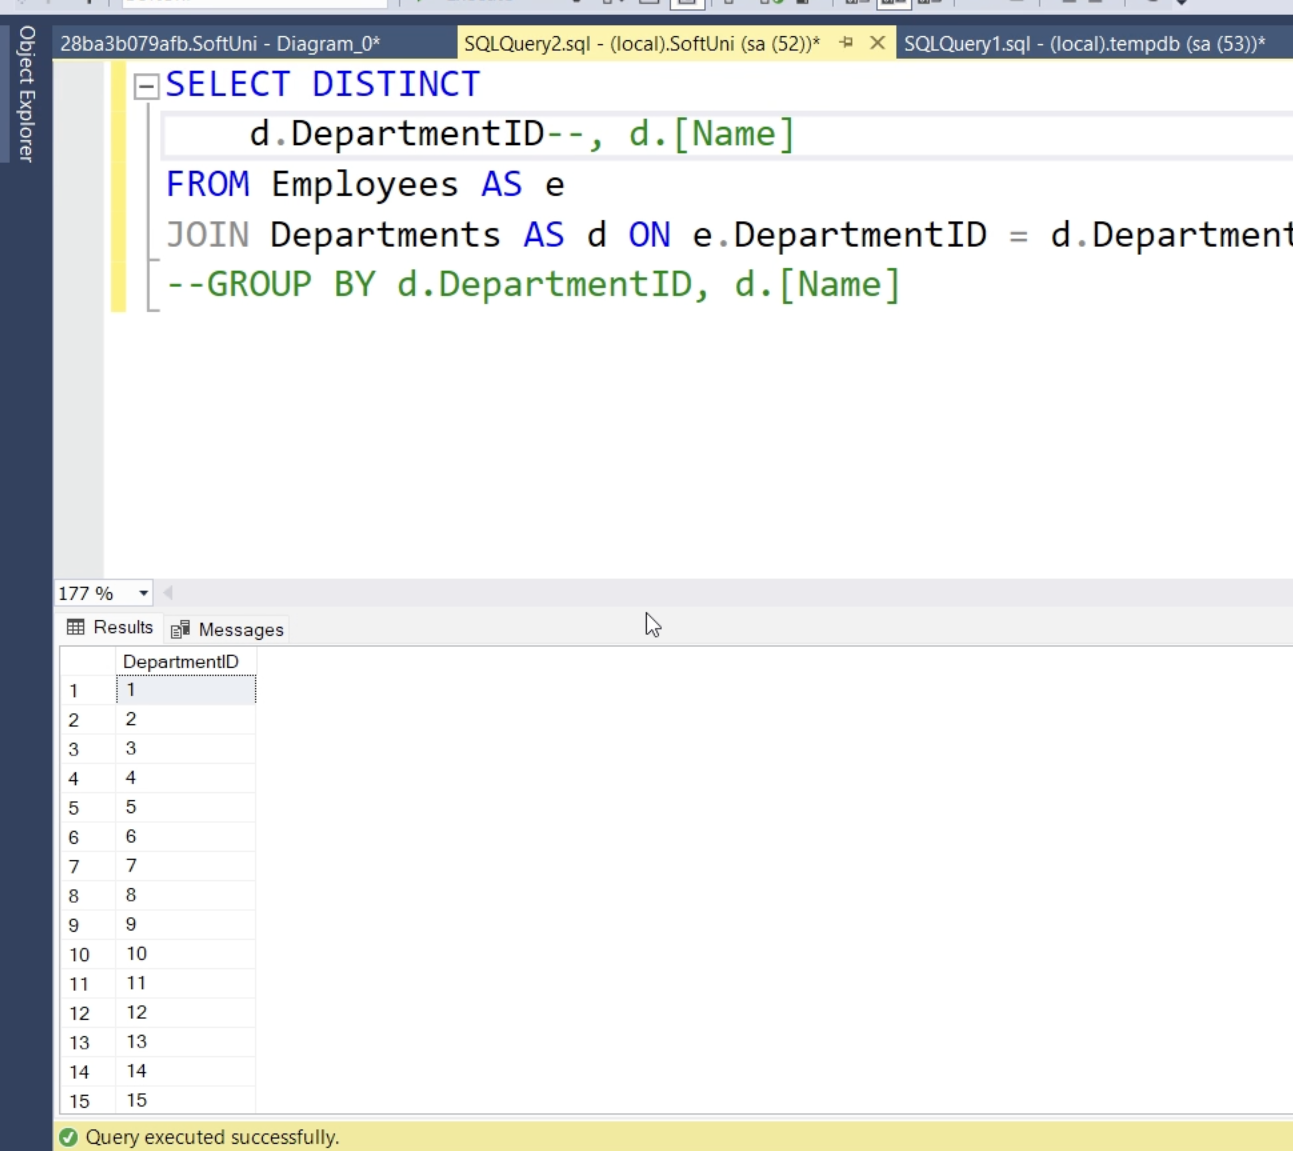 Object Explorer
28ba3b079afb.SoftUni - Diagram_0*
SQLQuery2.sql - (local).SoftUni (sa (52))*
SQLQuery1.sql - (local).tempdb (sa (53))*
SELECT DISTINCT
d.DepartmentID--, d.[Name]
FROM Employees AS e
JOIN Departments AS d ON e.DepartmentID = d.Department
--GROUP BY d.DepartmentID, d.[Name]
177 %
Results Messages
DepartmentID
1 1
2 2
3 3
4 4
5 5
6 6
7 7
8 8
9 9
10 10
11 11
12 12
13 13
14 14
15 15
Query executed successfully.